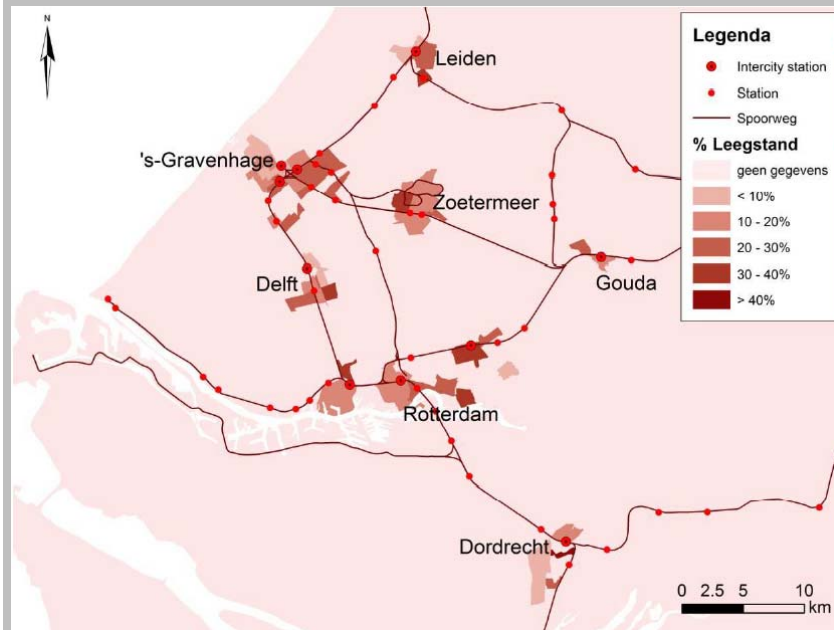 N
Leiden
's-Gravenhage
Zoetermeer
Delft
Gouda
Rotterdam
Dordrecht
Legenda
Intercity station
Station
Spoorweg
% Leegstand
geen gegevens
< 10%
10 - 20%
20 - 30%
30 - 40%
> 40%
0 2.5 5 10
km